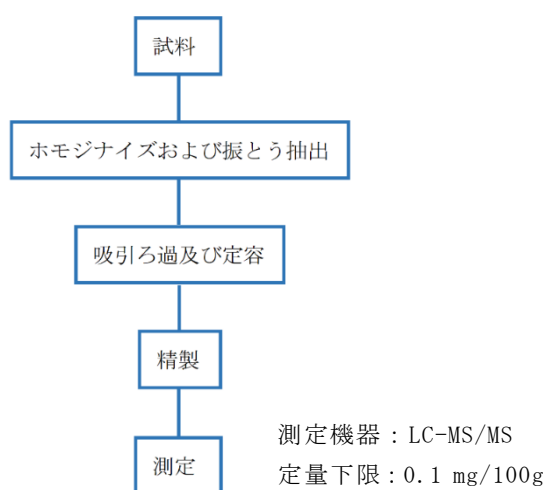 試料
ホモジナイズおよび振とう抽出
吸引ろ過及び定容
精製
測定
測定機器：LC-MS/MS
定量下限：0.1 mg/100g